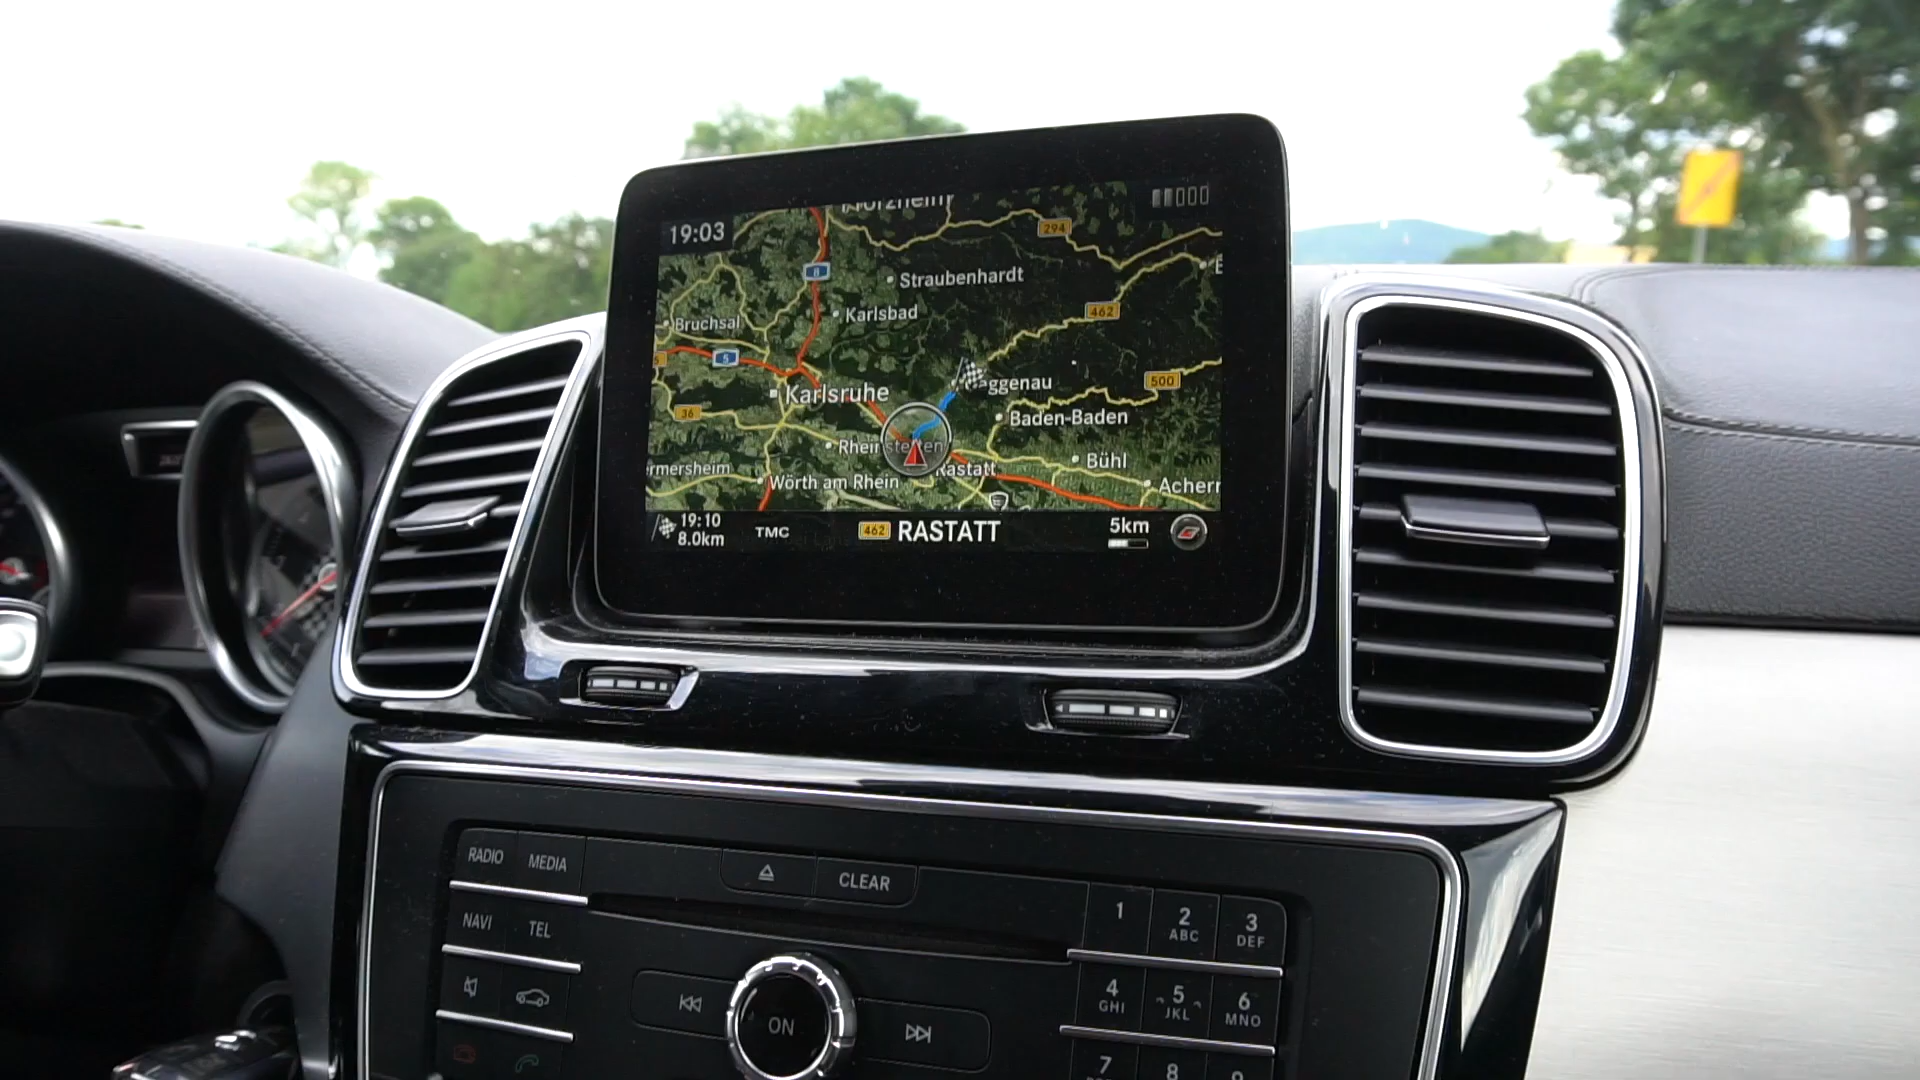 19:03
294
8
Straubenhardt
Karlsbad
462
Bruchsal
5
500
Karlsruhe
36
Baden-Baden
Bühl
Rastatt
Wörth am Rhein
19:10
8.0km
TMC
462 RASTATT
5km
RADIO
MEDIA
CLEAR
NAVI
TEL
1
2
ABC
3
DEF
4
GHI
5
JKL
6
MNO
ON
7
8